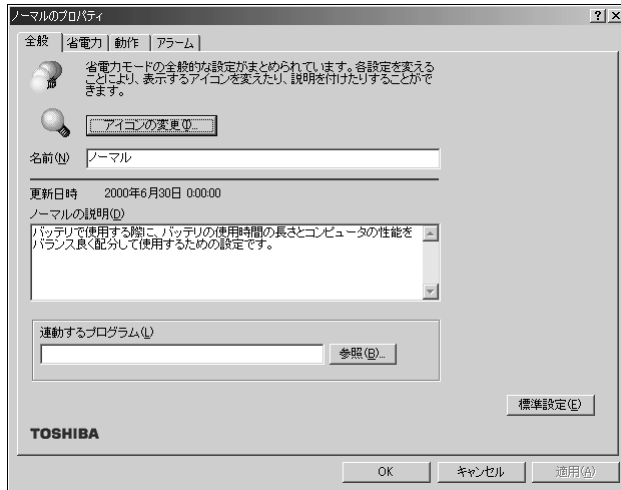 ノーマルのプロパティ
? ×
全般 省電力 動作 アラーム
省電力モードの全般的な設定がまとめられています。各設定を変える
ことにより、表示するアイコンを変えたり、説明を付けたりすることがで
きます。
アイコンの変更(I)...
名前(N) ノーマル
更新日時 2000年6月30日 0:00:00
ノーマルの説明(D)
バッテリで使用する際に、バッテリの使用時間の長さとコンピュータの性能を
バランス良く配分して使用するための設定です。
連動するプログラム(L)
参照(B)...
標準設定(E)
TOSHIBA
OK キャンセル 適用(A)